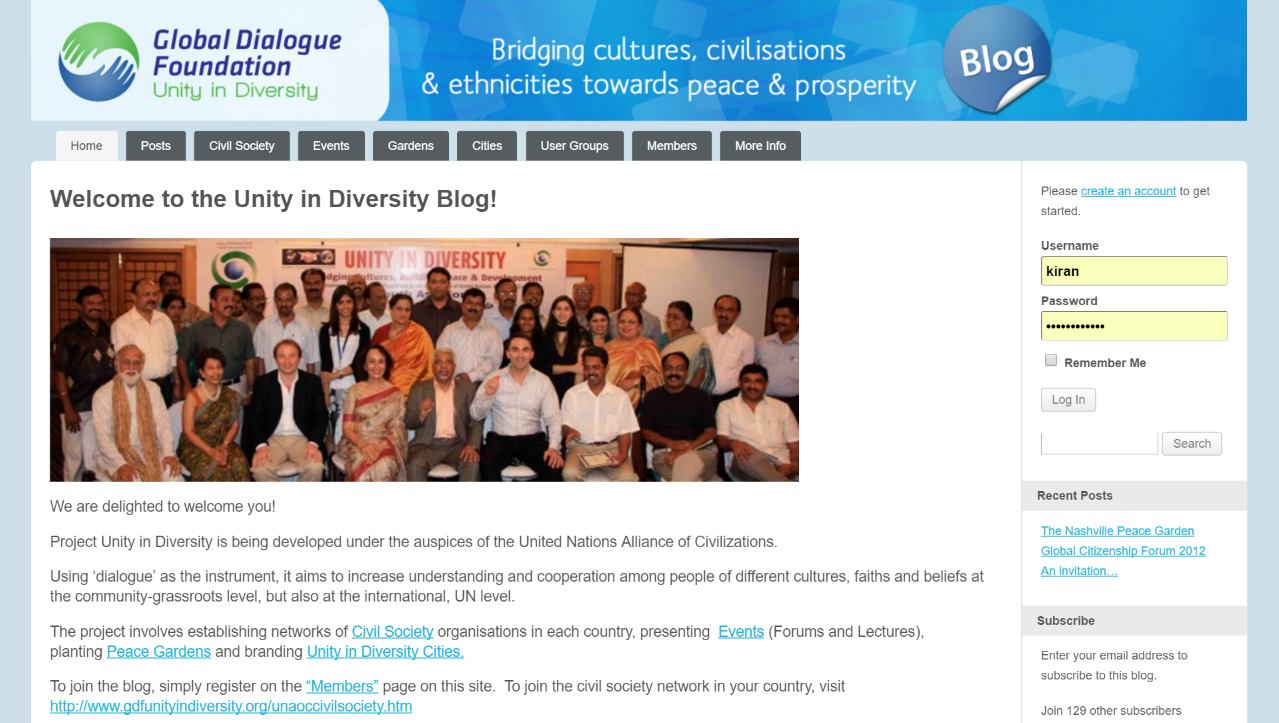 Global Dialogue
Foundation
Unity in Diversity
Bridging cultures, civilisations
& ethnicities towards peace & prosperity
Blog
Home
Posts
Civil Society
Events
Gardens
Cities
User Groups
Members
More Info
Welcome to the Unity in Diversity Blog!
UNITY IN DIVERSITY
We are delighted to welcome you!
Project Unity in Diversity is being developed under the auspices of the United Nations Alliance of Civilizations.
Using ‘dialogue’ as the instrument, it aims to increase understanding and cooperation among people of different cultures, faiths and beliefs at
the community-grassroots level, but also at the international, UN level.
The project involves establishing networks of Civil Society organisations in each country, presenting  Events (Forums and Lectures),
planting Peace Gardens and branding Unity in Diversity Cities.
To join the blog, simply register on the “Members” page on this site.  To join the civil society network in your country, visit
http://www.gdfunityindiversity.org/unaoccivilsociety.htm
Please create an account to get
started.
Username
kiran
Password
••••••••••••
Remember Me
Log In
Search
Recent Posts
The Nashville Peace Garden
Global Citizenship Forum 2012
An invitation…
Subscribe
Enter your email address to
subscribe to this blog.
Join 129 other subscribers